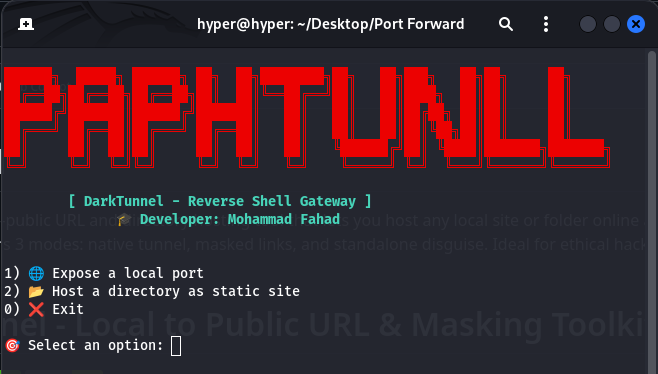 hyper@hyper: ~/Desktop/Port Forward
PAPHTUNLL
[ DarkTunnel - Reverse Shell Gateway ]
🎓 Developer: Mohammad Fahad
-public URL and
you host any local site or folder online
s 3 modes: native tunnel, masked links, and standalone disguise. Ideal for ethical hack
1) 🌐 Expose a local port
2) 📂 Host a directory as static site
0) ❌ Exit
nel - Local to Public URL & Masking Toolki
🎯 Select an option: